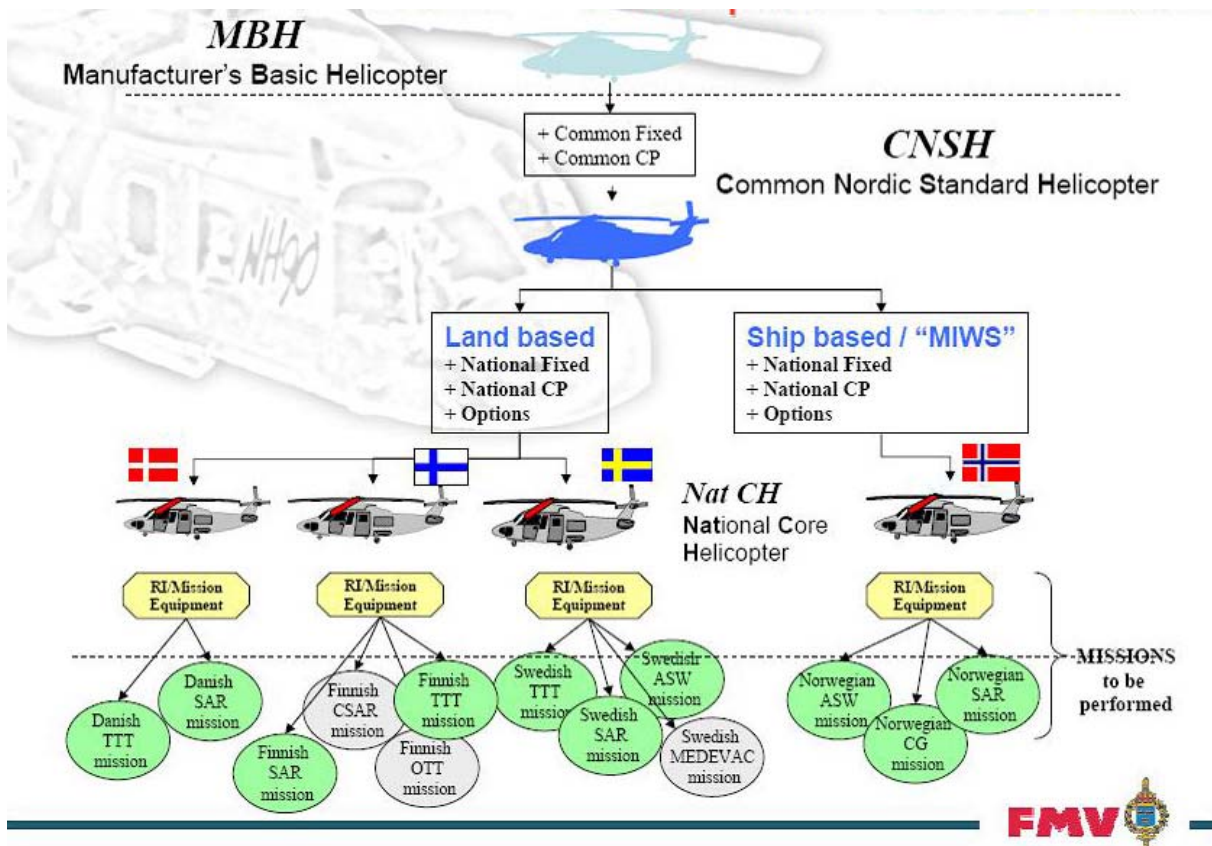 MBH
Manufacturer's Basic Helicopter
+ Common Fixed
+ Common CP
CNSH
Common Nordic Standard Helicopter
NH90
Land based
+ National Fixed
+ National CP
+ Options
Ship based / “MIWS”
+ National Fixed
+ National CP
+ Options
Nat CH
National Core
Helicopter
RI/Mission
Equipment
RI/Mission
Equipment
RI/Mission
Equipment
RI/Mission
Equipment
Danish
TTT
mission
Danish
SAR
mission
Finnish
SAR
mission
Finnish
CSAR
mission
Finnish
OTT
mission
Finnish
TTT
mission
Swedish
TTT
mission
Swedish
SAR
mission
Swedish
ASW
mission
Swedish
MEDEVAC
mission
Norwegian
ASW
mission
Norwegian
CG
mission
Norwegian
SAR
mission
MISSIONS
to be
performed
FMV